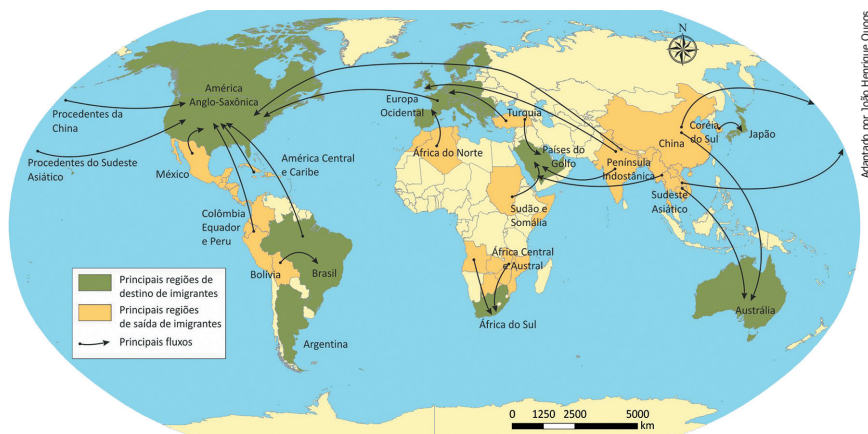 Adaptado por João Henrique Quoos
N
América
Anglo-Saxônica
Procedentes da
China
Procedentes do Sudeste
Asiático
México
América Central
e Caribe
Colômbia
Equador
e Peru
Bolívia
Brasil
Argentina
Europa
Ocidental
Turquia
África do Norte
Países do
Golfo
Península
Indostânica
Sudão e
Somália
África Central
e Austral
África do Sul
China
Coréia
do Sul
Japão
Sudeste
Asiático
Austrália
Principais regiões de
destino de imigrantes
Principais regiões
de saída de imigrantes
Principais fluxos
0 1250 2500 5000
km